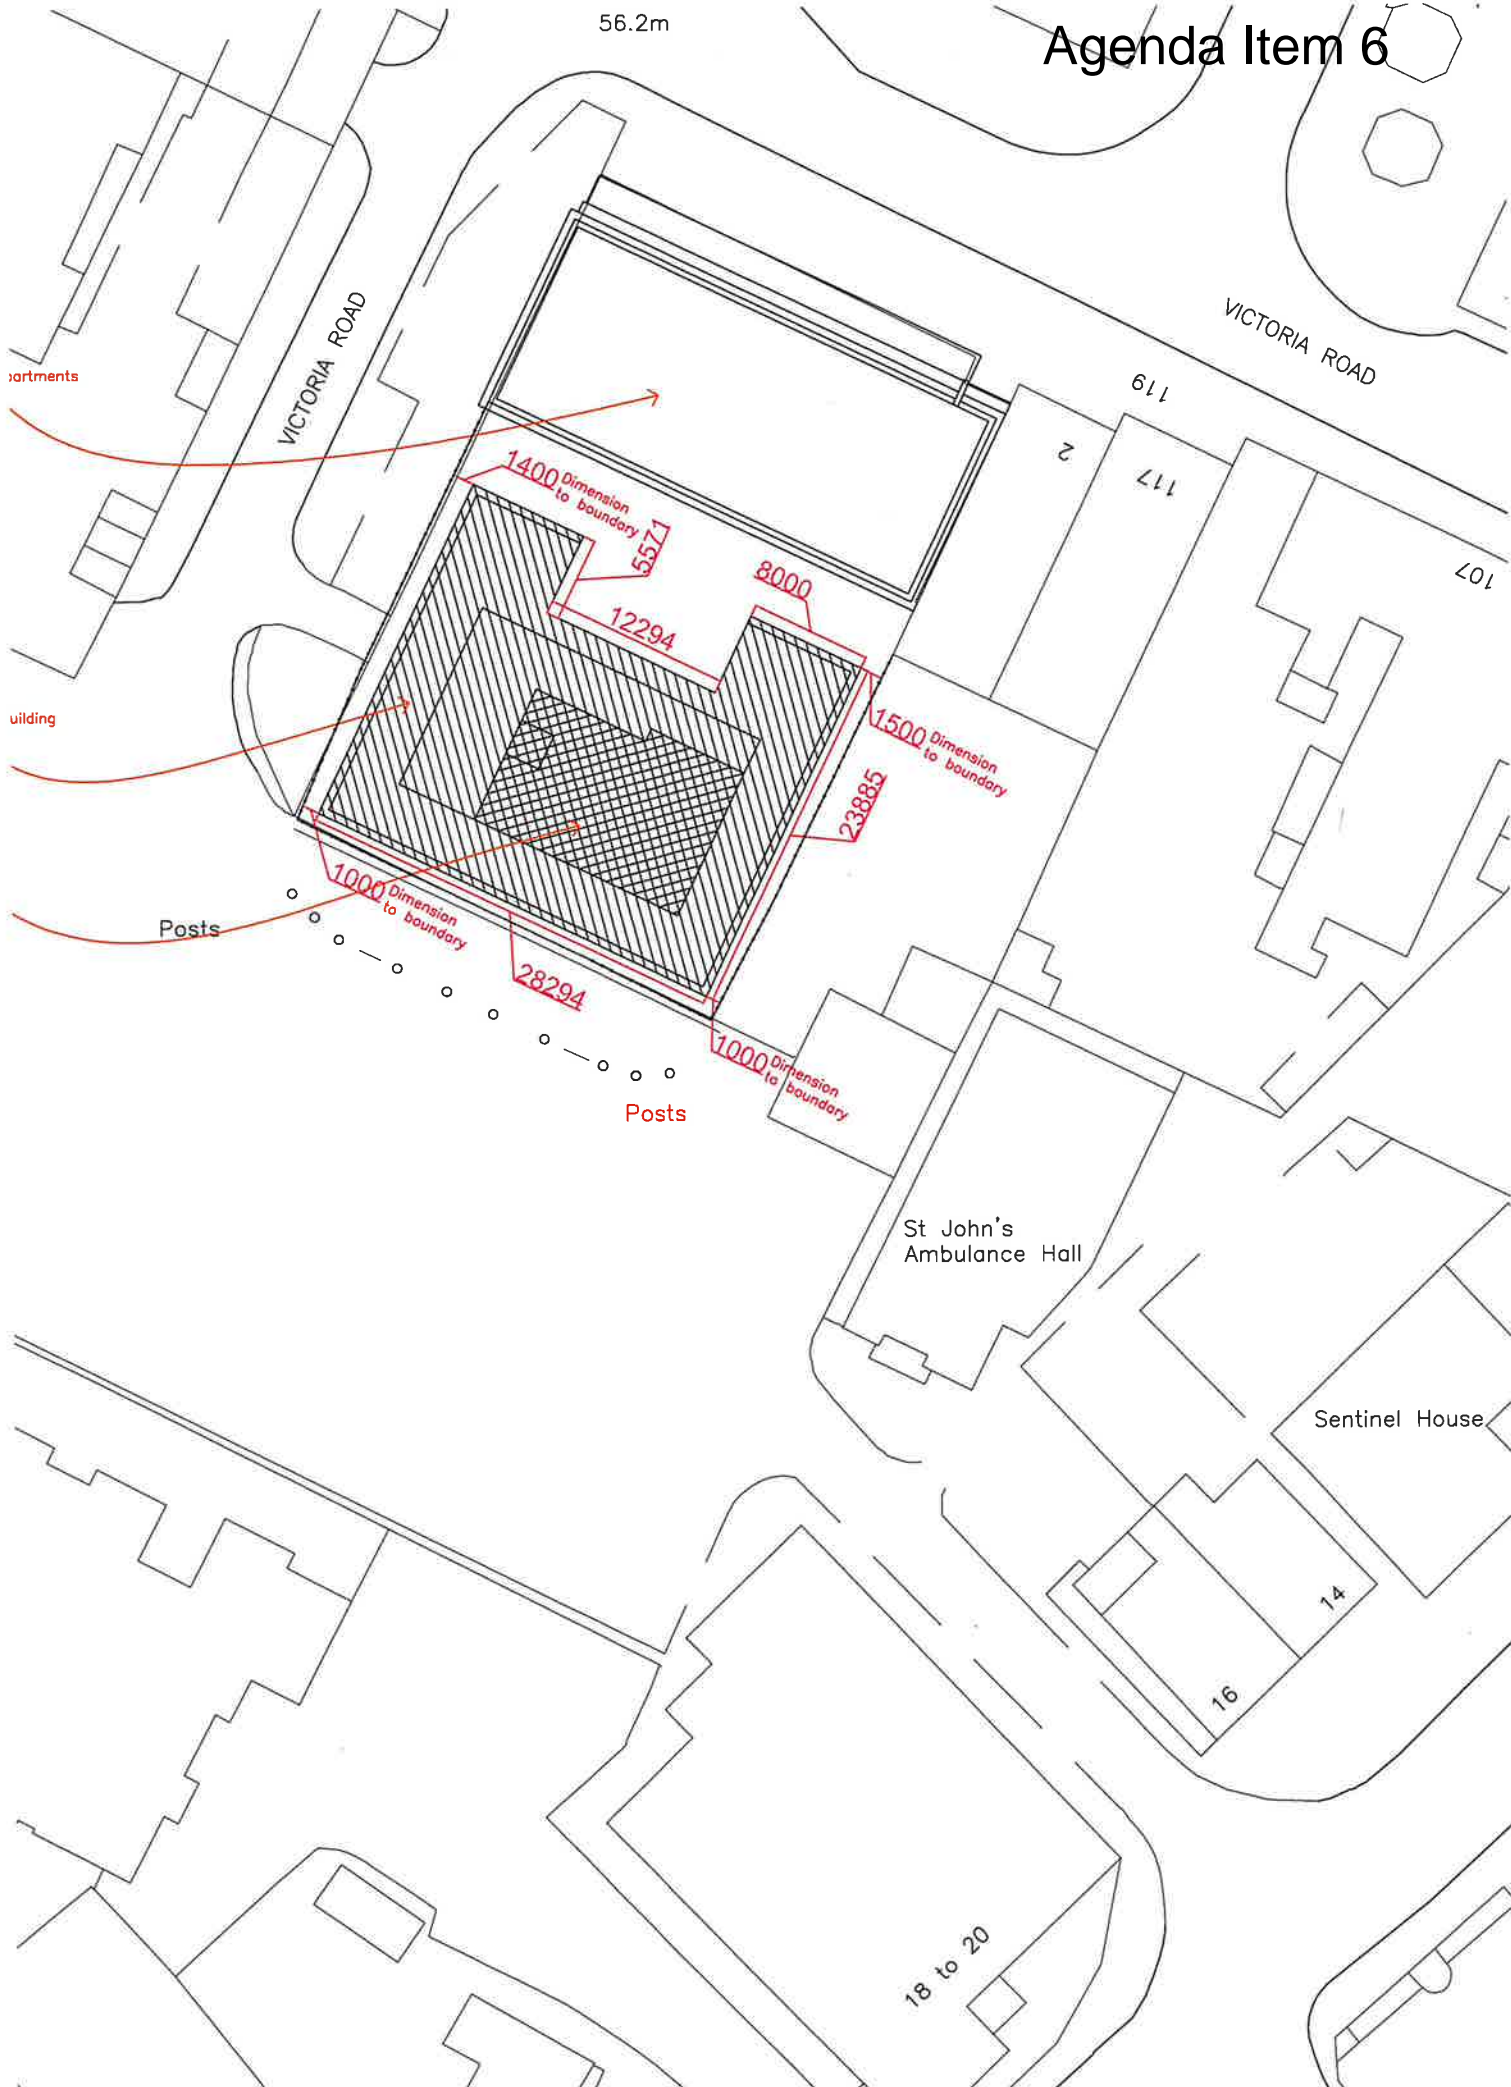 56.2m
Agenda Item 6
VICTORIA ROAD
VICTORIA ROAD
119
2
117
107
1400 Dimension
to boundary
5571
8000
12294
1500 Dimension
to boundary
23885
1000 Dimension
to boundary
Posts
28294
1000 Dimension
to boundary
Posts
St John's
Ambulance Hall
Sentinel House
14
16
18 to 20